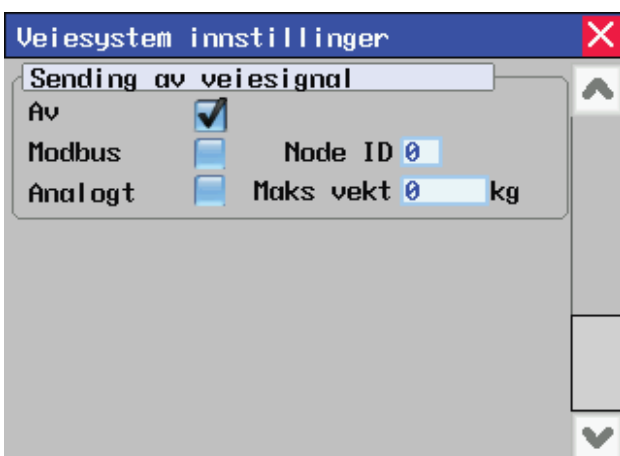 Veiesystem innstillinger
Sending av veiesignal
Av
Modbus Node ID 0
Analogt Maks vekt 0 kg